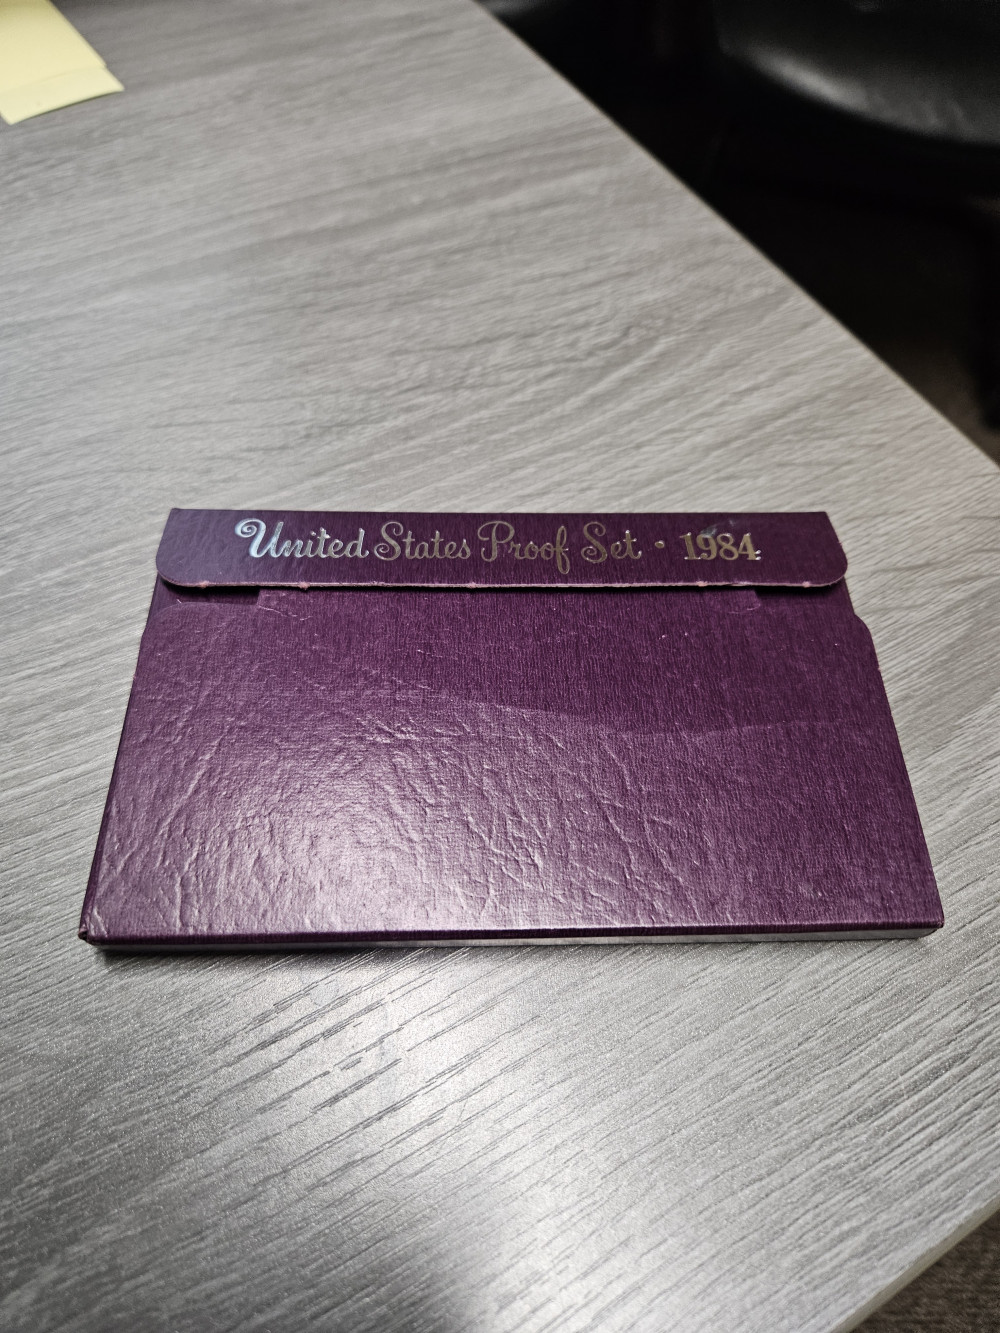 United States Proof Set · 1984